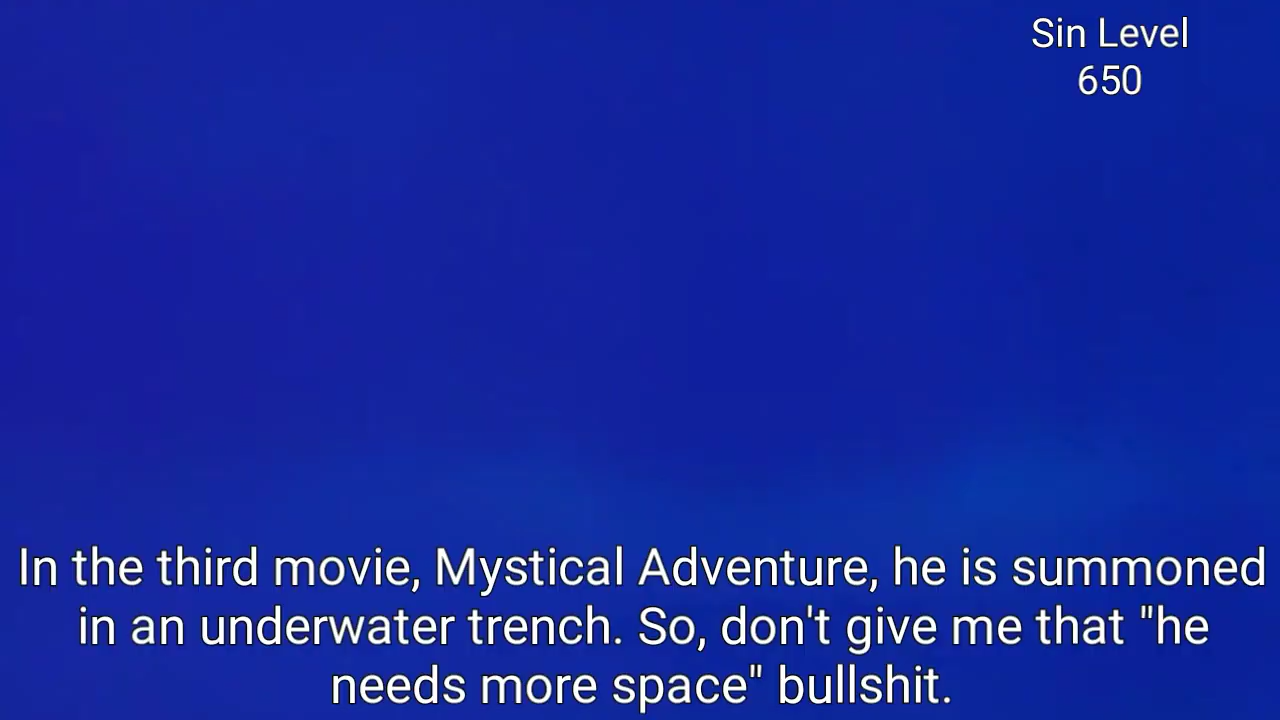 Sin Level
650
In the third movie, Mystical Adventure, he is summoned
in an underwater trench. So, don't give me that "he
needs more space" bullshit.